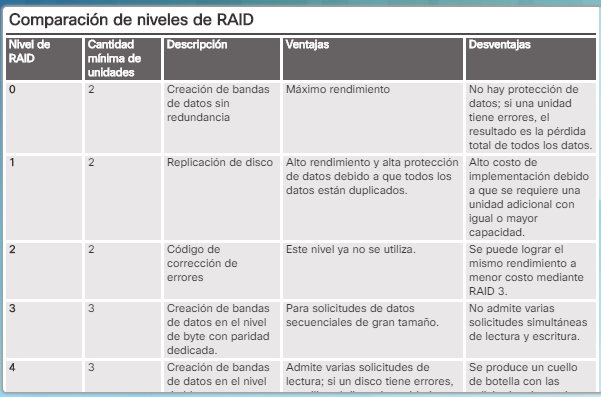 Comparación de niveles de RAID
Nivel de RAID | Cantidad mínima de unidades | Descripción | Ventajas | Desventajas
0 | 2 | Creación de bandas de datos sin redundancia | Máximo rendimiento | No hay protección de datos; si una unidad tiene errores, el resultado es la pérdida total de todos los datos.
1 | 2 | Replicación de disco | Alto rendimiento y alta protección de datos debido a que todos los datos están duplicados. | Alto costo de implementación debido a que se requiere una unidad adicional con igual o mayor capacidad.
2 | 2 | Código de corrección de errores | Este nivel ya no se utiliza. | Se puede lograr el mismo rendimiento a menor costo mediante RAID 3.
3 | 3 | Creación de bandas de datos en el nivel de byte con paridad dedicada. | Para solicitudes de datos secuenciales de gran tamaño. | No admite varias solicitudes simultáneas de lectura y escritura.
4 | 3 | Creación de bandas de datos en el nivel | Admite varias solicitudes de lectura; si un disco tiene errores, | Se produce un cuello de botella con las